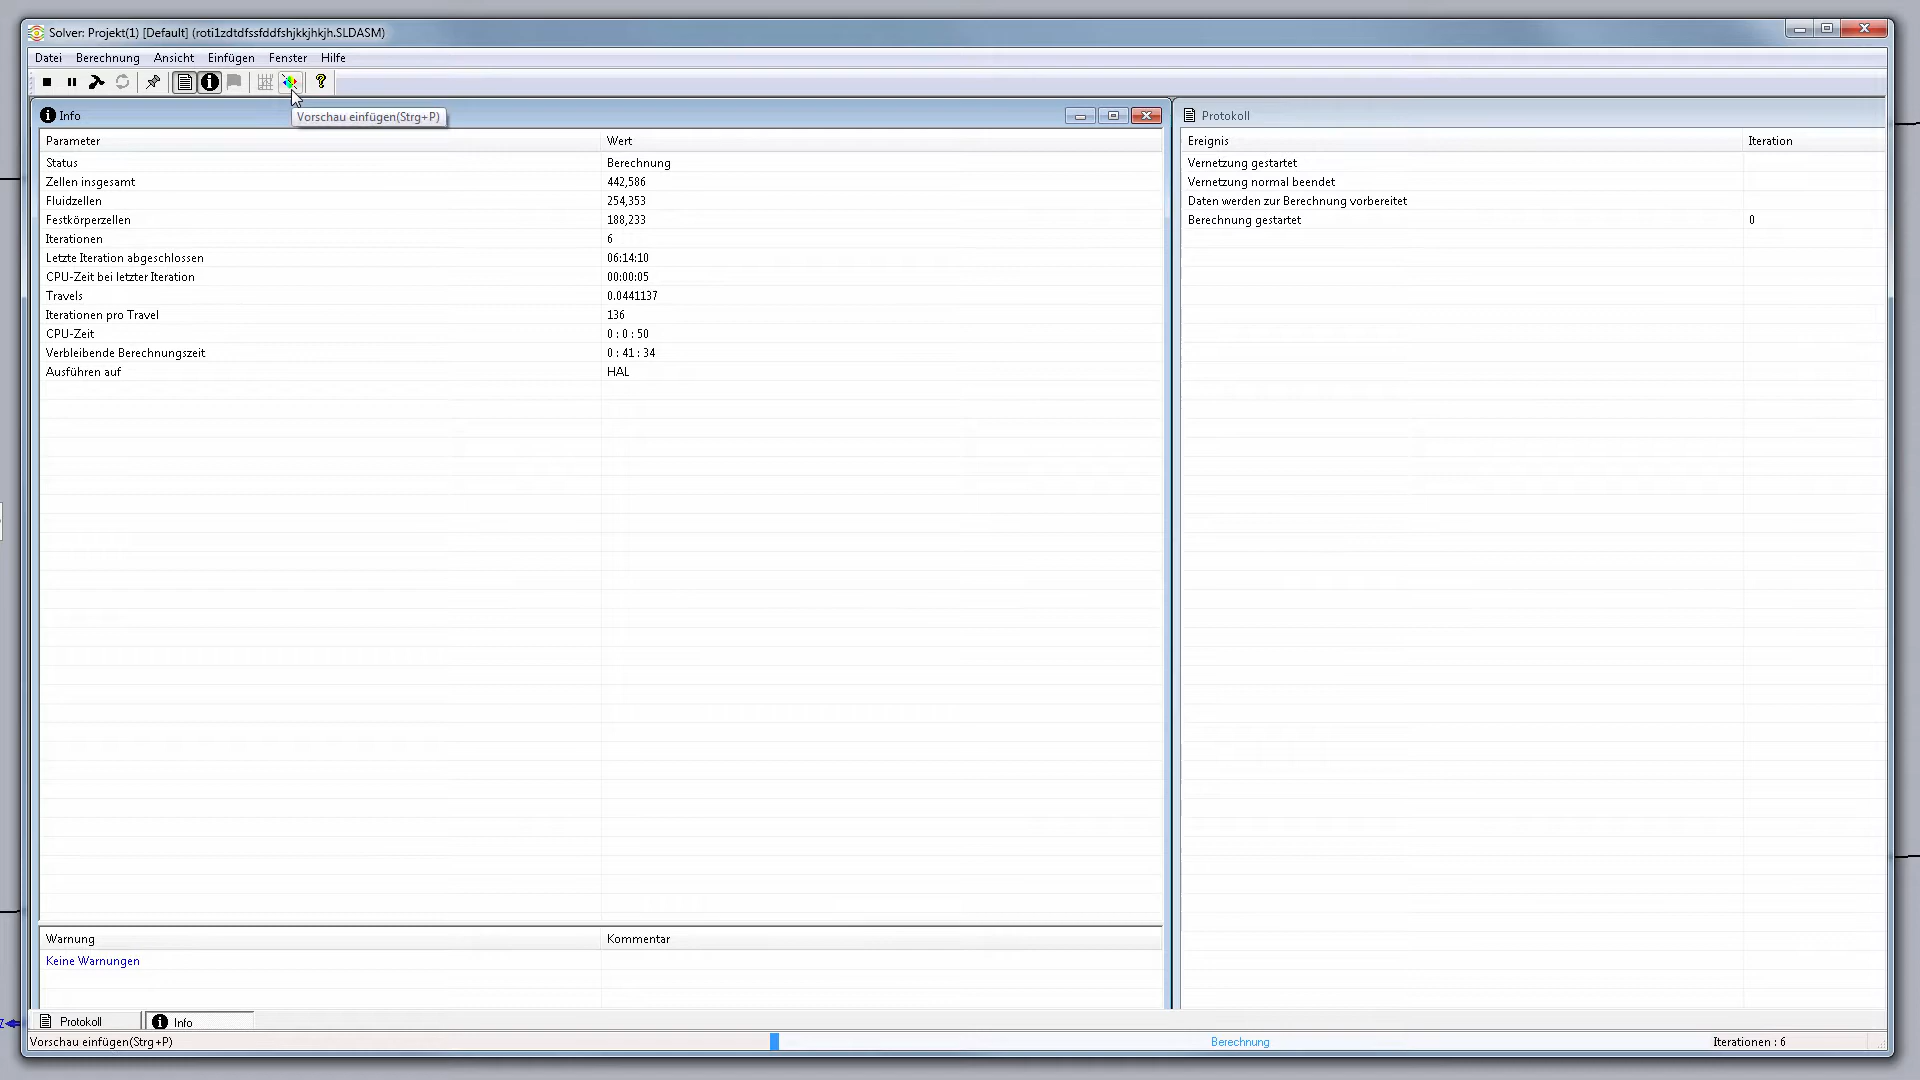 Solver: Projekt(1) [Default] (roti1zdtdfssfddfshjkkjhkjh.SLDASM)
Datei Berechnung Ansicht Einfügen Fenster Hilfe
Vorschau einfügen(Strg+P)
Info
Parameter Wert
Status Berechnung
Zellen insgesamt 442,586
Fluidzellen 254,353
Festkörperzellen 188,233
Iterationen 6
Letzte Iteration abgeschlossen 06:14:10
CPU-Zeit bei letzter Iteration 00:00:05
Travels 0.0441137
Iterationen pro Travel 136
CPU-Zeit 0 : 0 : 50
Verbleibende Berechnungszeit 0 : 41 : 34
Ausführen auf HAL
Warnung Kommentar
Keine Warnungen
Protokoll
Ereignis Iteration
Vernetzung gestartet
Vernetzung normal beendet
Daten werden zur Berechnung vorbereitet
Berechnung gestartet 0
Protokoll Info
Z
Vorschau einfügen(Strg+P) Berechnung Iterationen : 6